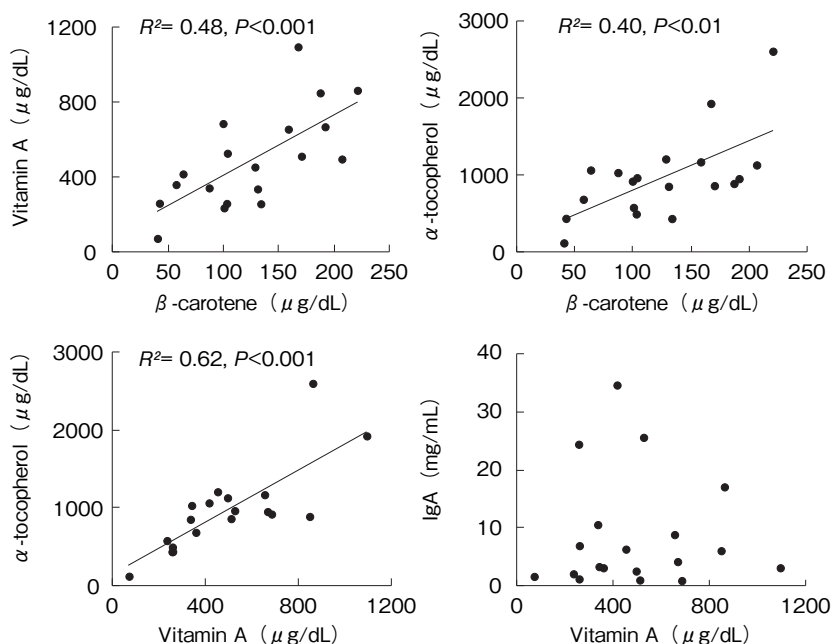 R²= 0.48, P<0.001
1200
800
400
0
Vitamin A (μg/dL)
0 50 100 150 200 250
β-carotene (μg/dL)
R²= 0.40, P<0.01
3000
2000
1000
0
α-tocopherol (μg/dL)
0 50 100 150 200 250
β-carotene (μg/dL)
R²= 0.62, P<0.001
3000
2000
1000
0
α-tocopherol (μg/dL)
0 400 800 1200
Vitamin A (μg/dL)
40
30
20
10
0
IgA (mg/mL)
0 400 800 1200
Vitamin A (μg/dL)